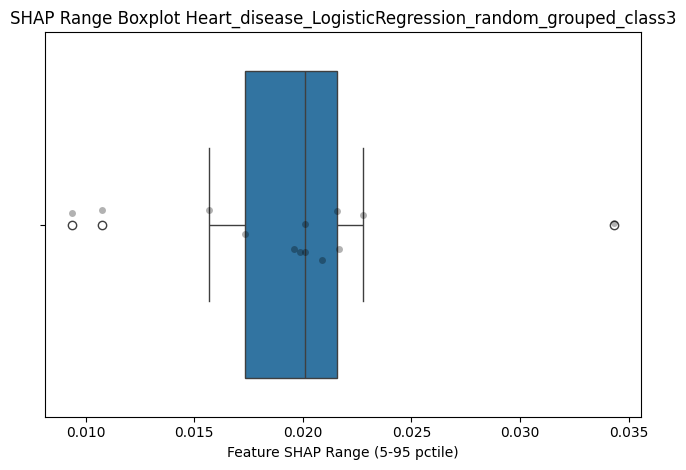 SHAP Range Boxplot Heart_disease_LogisticRegression_random_grouped_class3
0.010 0.015 0.020 0.025 0.030 0.035
Feature SHAP Range (5-95 pctile)